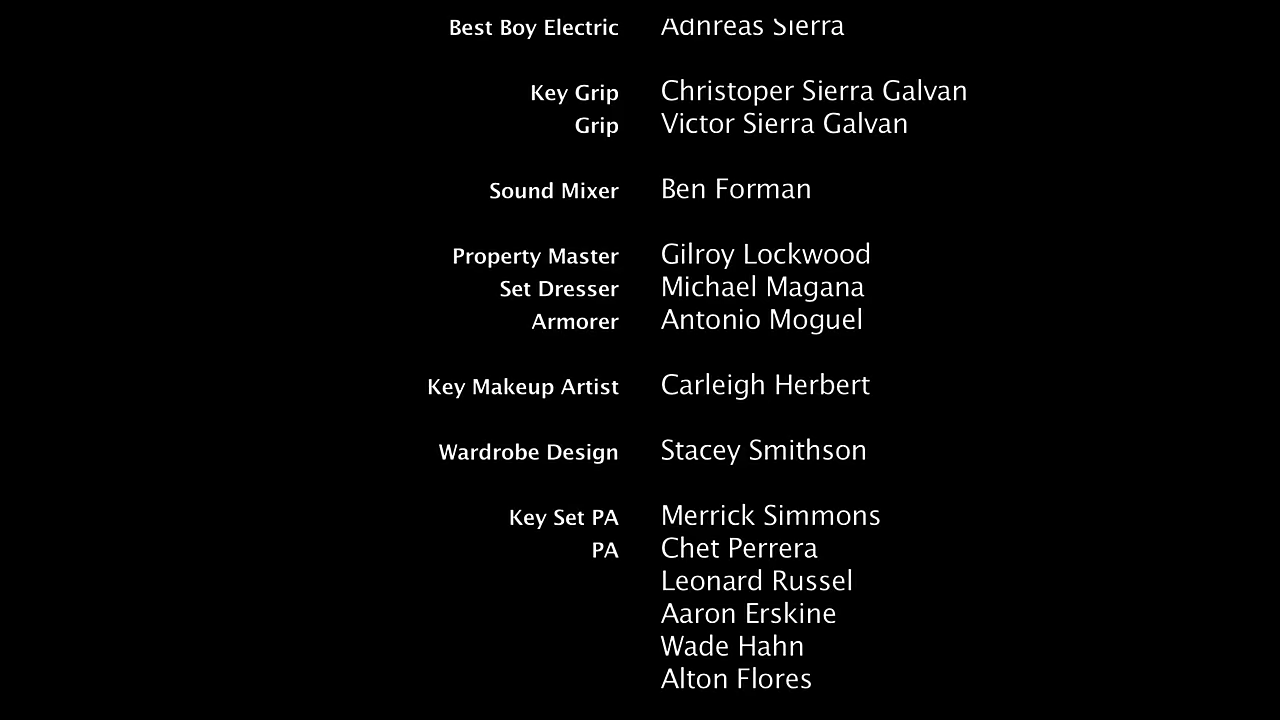 Best Boy Electric Adhreas Sierra
Key Grip Christoper Sierra Galvan
Grip Victor Sierra Galvan
Sound Mixer Ben Forman
Property Master Gilroy Lockwood
Set Dresser Michael Magana
Armorer Antonio Moguel
Key Makeup Artist Carleigh Herbert
Wardrobe Design Stacey Smithson
Key Set PA Merrick Simmons
PA Chet Perrera
Leonard Russel
Aaron Erskine
Wade Hahn
Alton Flores